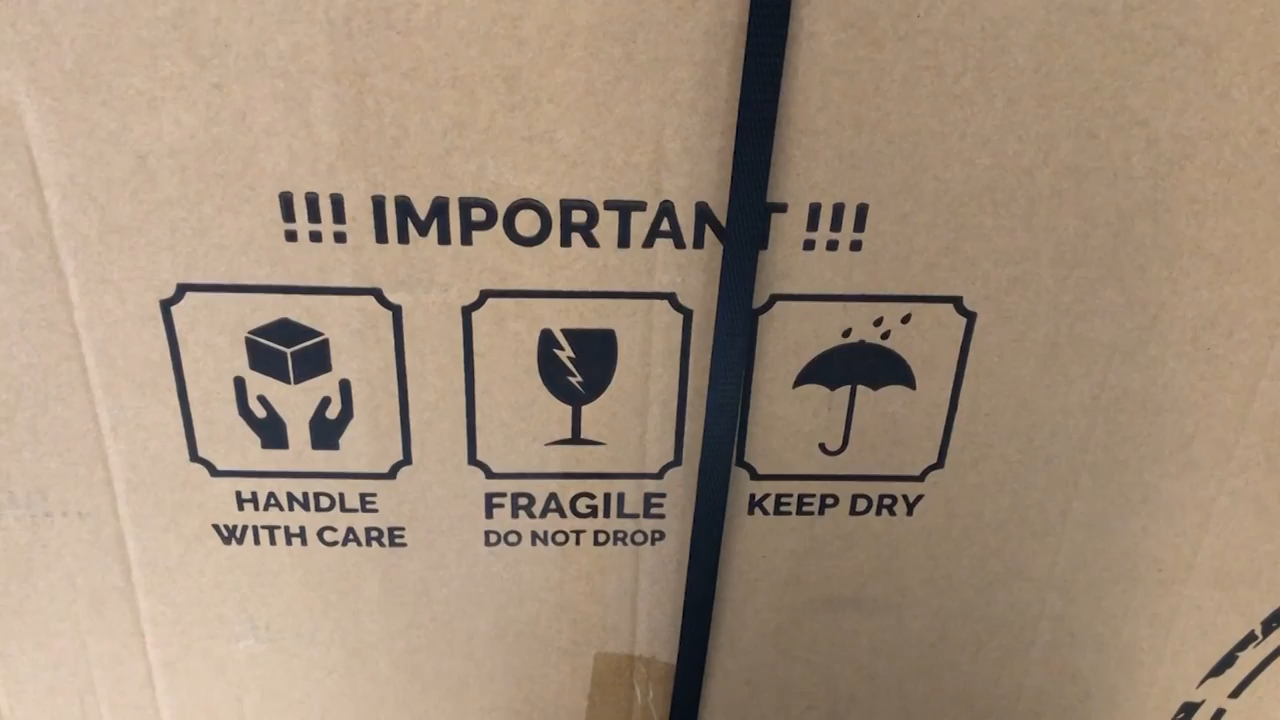 !!! IMPORTANT !!!
HANDLE
WITH CARE
FRAGILE
DO NOT DROP
KEEP DRY